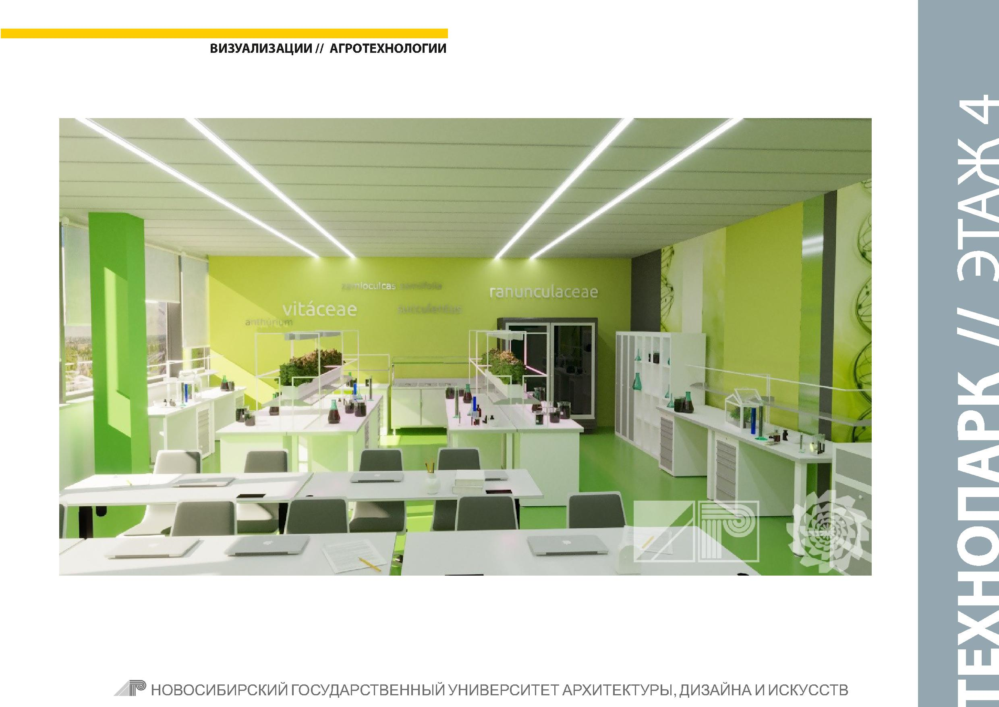 ВИЗУАЛИЗАЦИИ // АГРОТЕХНОЛОГИИ
zamioculcas zamiifolia
ranunculaceae
vitáceae
succulentus
anthúrium
ТЕХНОПАРК // ЭТАЖ 4
НОВОСИБИРСКИЙ ГОСУДАРСТВЕННЫЙ УНИВЕРСИТЕТ АРХИТЕКТУРЫ, ДИЗАЙНА И ИСКУССТВ